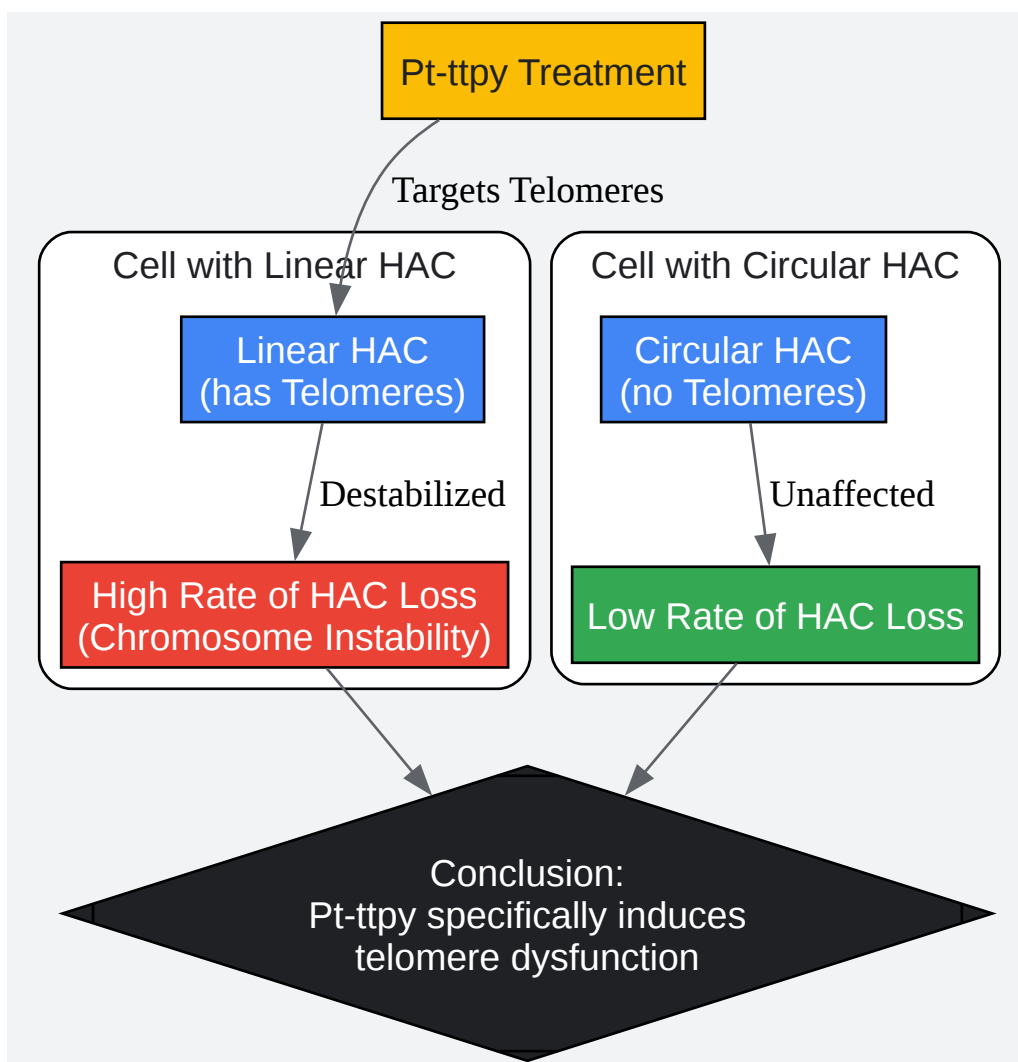 Pt-ttpy Treatment
Targets Telomeres
Cell with Linear HAC
Linear HAC
(has Telomeres)
Destabilized
High Rate of HAC Loss
(Chromosome Instability)
Cell with Circular HAC
Circular HAC
(no Telomeres)
Unaffected
Low Rate of HAC Loss
Conclusion:
Pt-ttpy specifically induces
telomere dysfunction